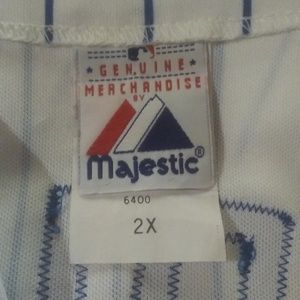 GENUINE
MERCHANDISE
BY
Majestic®
6400
2X